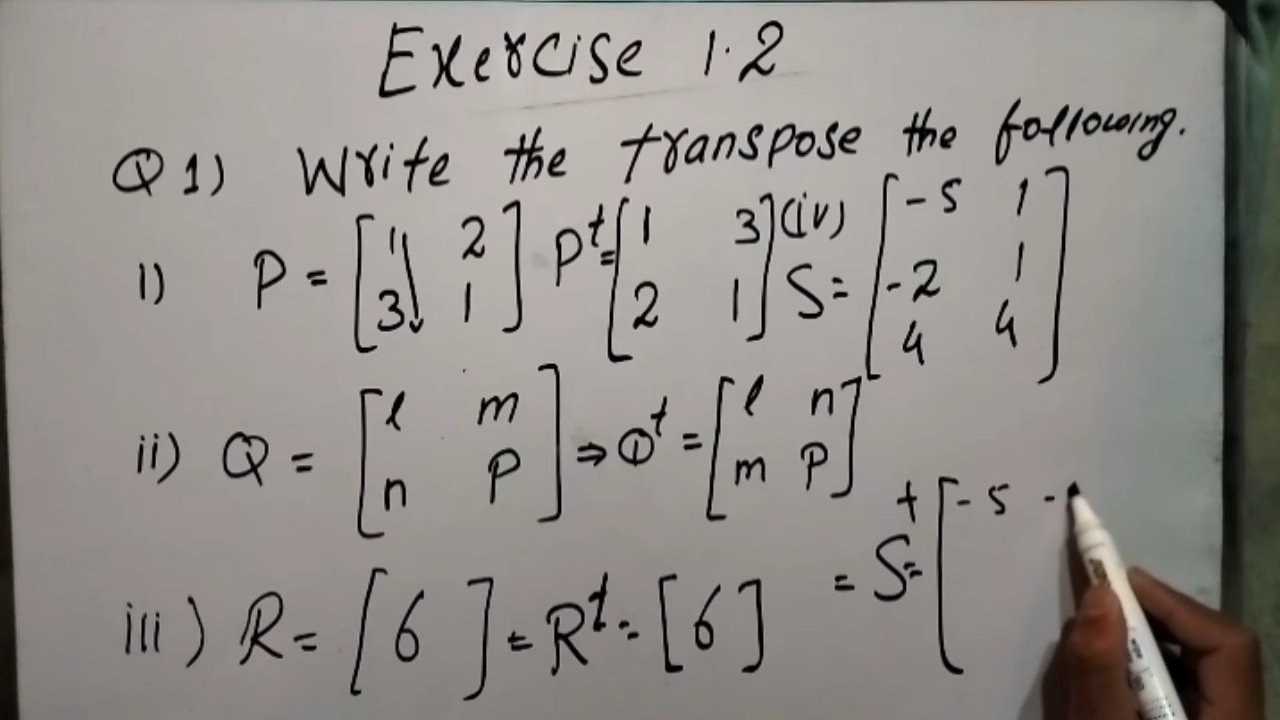 Exercise 1.2
Q 1) Write the transpose the following.
i) P = [1 2] P^t = [1 3] (iv) S = [-5 1]
[3 1] [2 1] [-2 1]
[4 4]
ii) Q = [l m] ⇒ Q^t = [l n]
[n P] [m P]
= S^t = [-5 -
iii) R = [6] = R^t = [6]